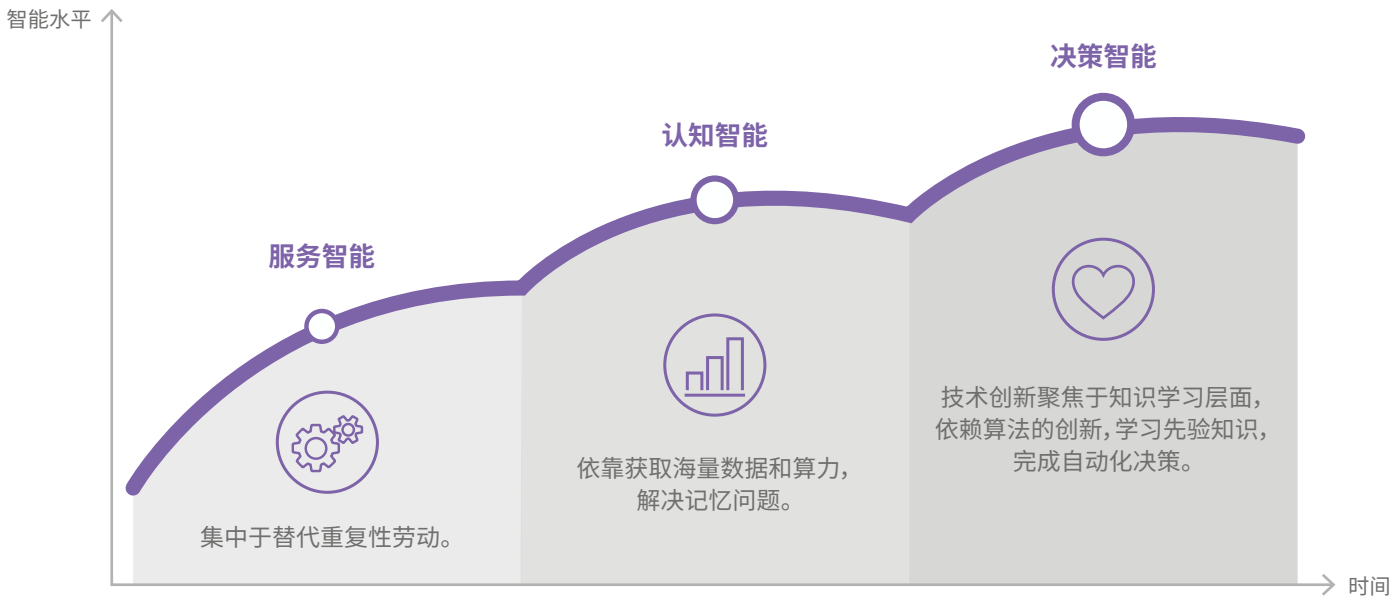 智能水平
决策智能
认知智能
服务智能
技术创新聚焦于知识学习层面，
依赖算法的创新，学习先验知识，
完成自动化决策。
依靠获取海量数据和算力，
解决记忆问题。
集中于替代重复性劳动。
时间